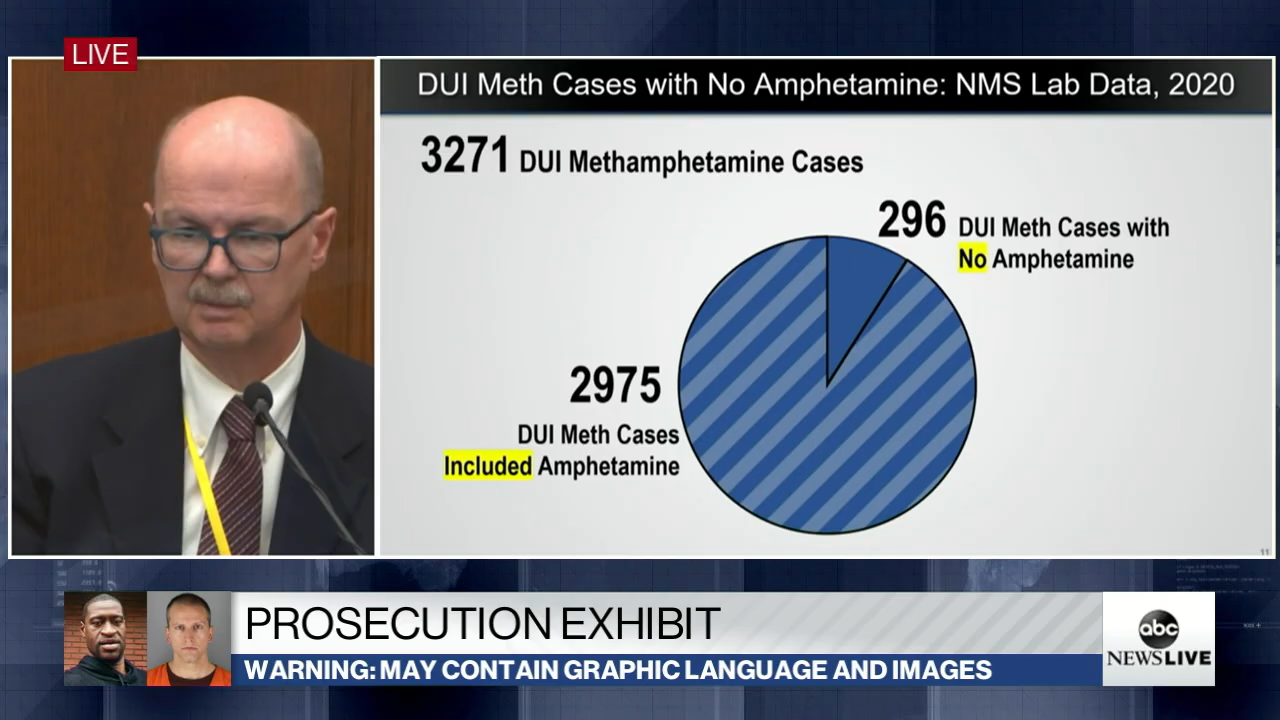 LIVE
DUI Meth Cases with No Amphetamine: NMS Lab Data, 2020
3271 DUI Methamphetamine Cases
296 DUI Meth Cases with
No Amphetamine
2975
DUI Meth Cases
Included Amphetamine
11
PROSECUTION EXHIBIT
WARNING: MAY CONTAIN GRAPHIC LANGUAGE AND IMAGES
abc
NEWSLIVE